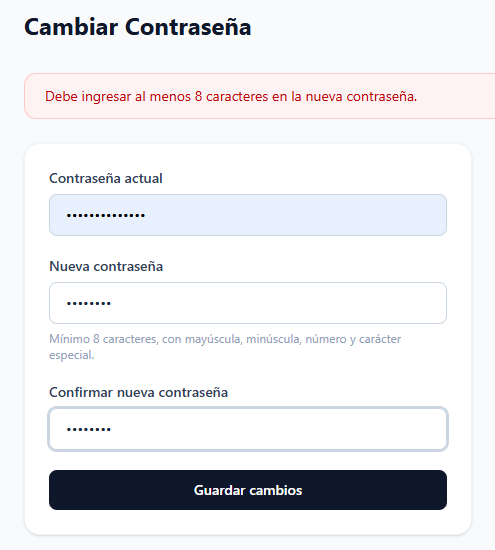 Cambiar Contraseña
Debe ingresar al menos 8 caracteres en la nueva contraseña.
Contraseña actual
••••••••••••••
Nueva contraseña
••••••••
Mínimo 8 caracteres, con mayúscula, minúscula, número y carácter
especial.
Confirmar nueva contraseña
••••••••
Guardar cambios